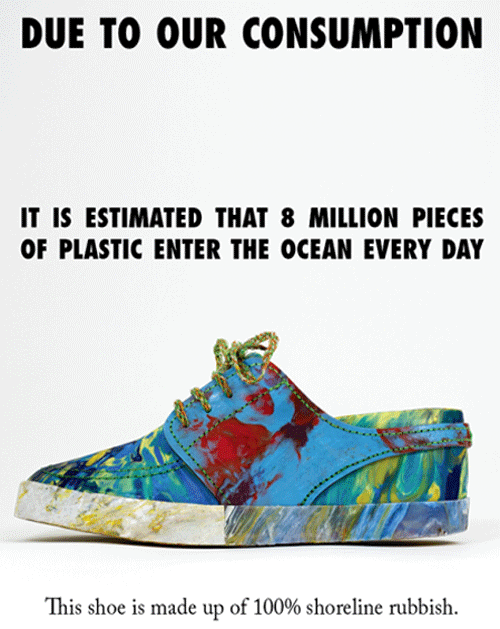 DUE TO OUR CONSUMPTION
IT IS ESTIMATED THAT 8 MILLION PIECES
OF PLASTIC ENTER THE OCEAN EVERY DAY
This shoe is made up of 100% shoreline rubbish.